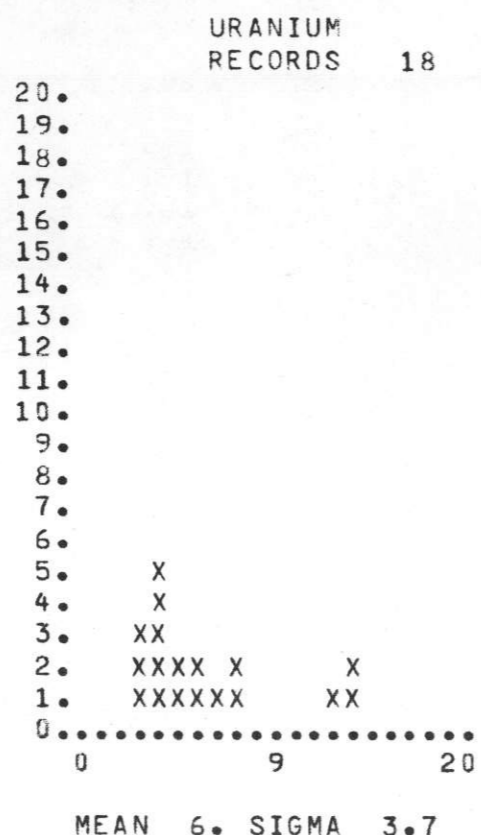 URANIUM
RECORDS 18
20.
19.
18.
17.
16.
15.
14.
13.
12.
11.
10.
9.
8.
7.
6.
5. X
4. X
3. XX
2. XXXX X X
1. XXXXXX XX
0......................
0 9 20
MEAN 6. SIGMA 3.7